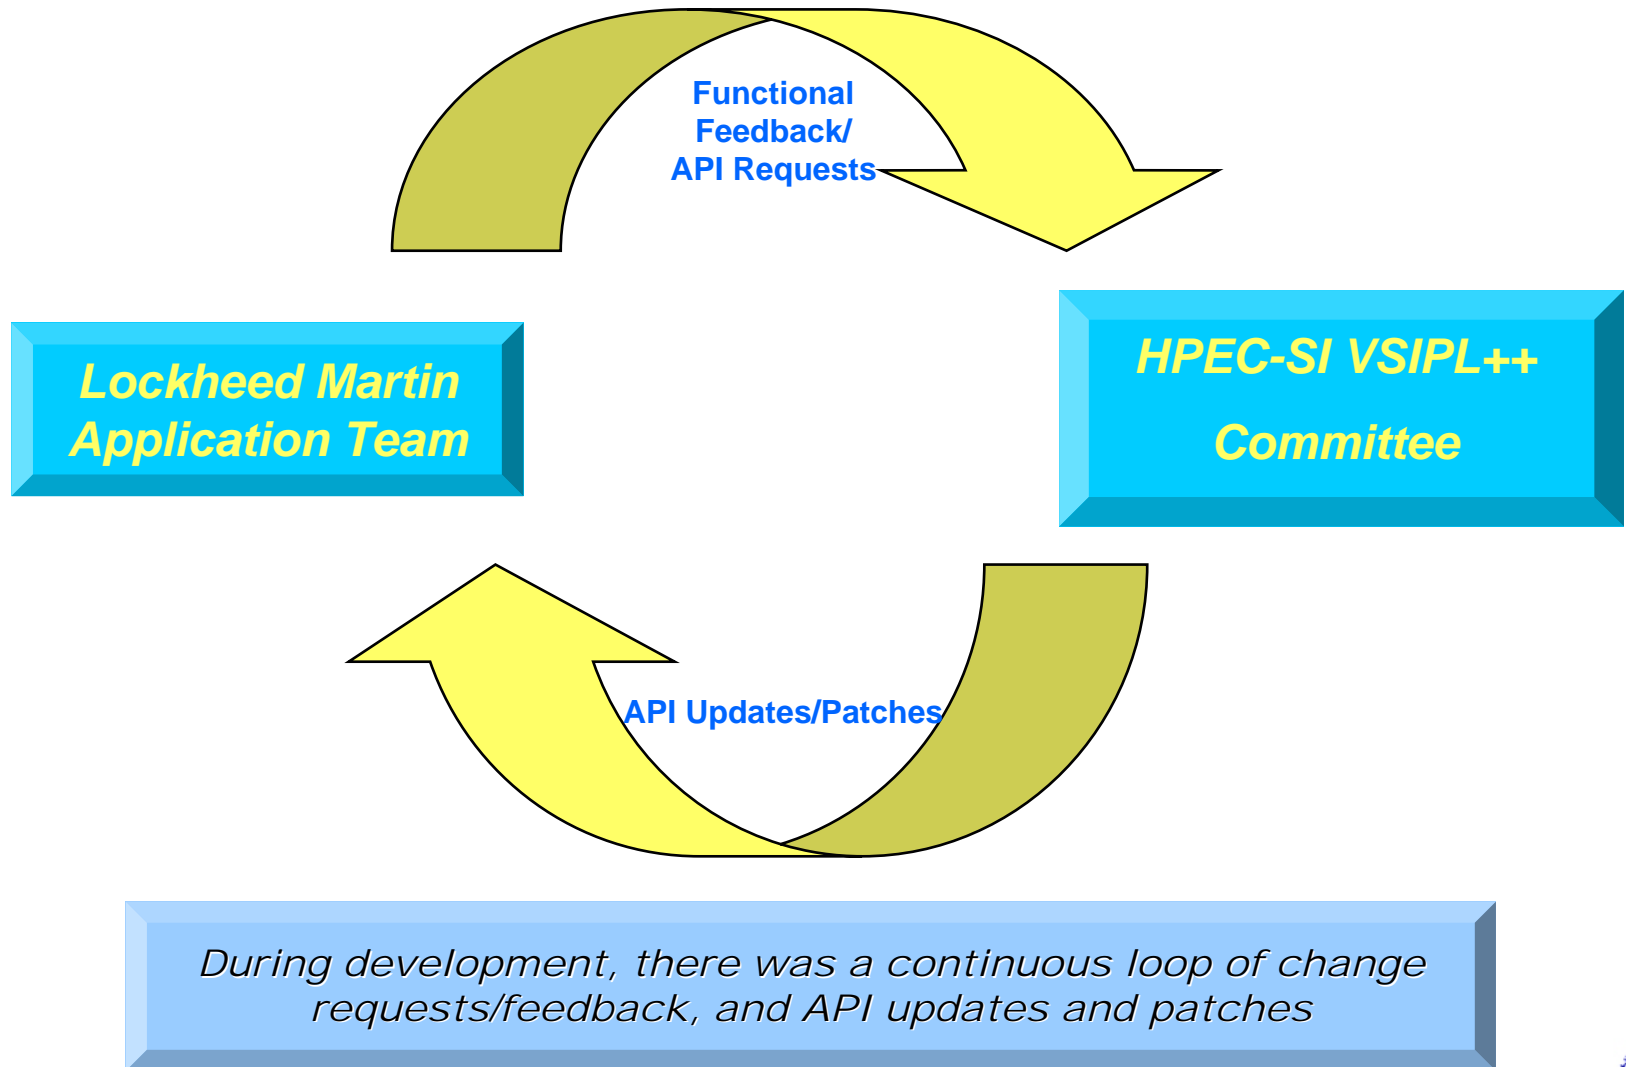 Functional
Feedback/
API Requests
Lockheed Martin
Application Team
HPEC-SI VSIPL++
Committee
API Updates/Patches
During development, there was a continuous loop of change
requests/feedback, and API updates and patches